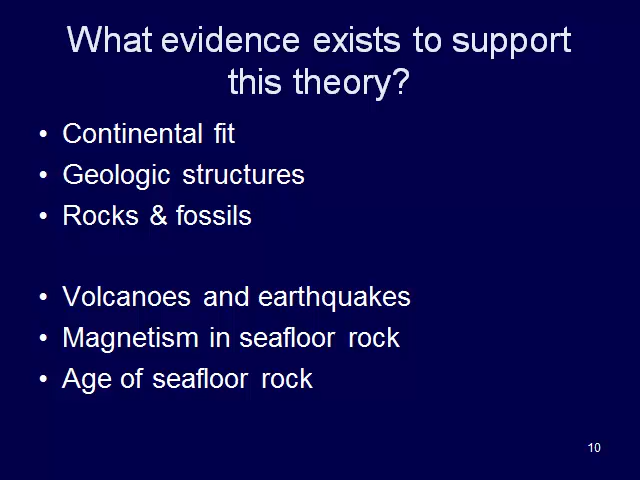 What evidence exists to support
this theory?
• Continental fit
• Geologic structures
• Rocks & fossils
• Volcanoes and earthquakes
• Magnetism in seafloor rock
• Age of seafloor rock
10